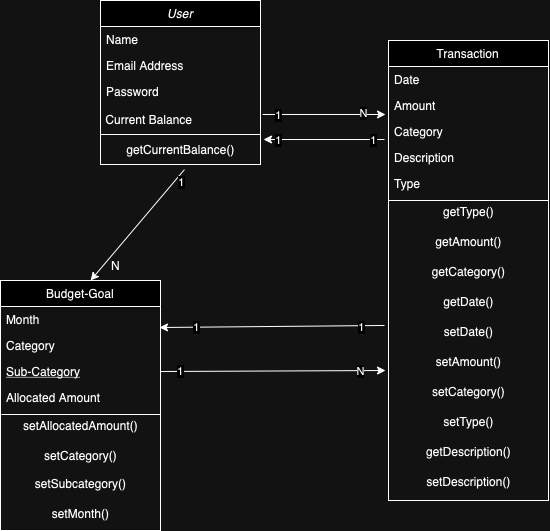 User
Name
Email Address
Password
Current Balance
getCurrentBalance()
Transaction
Date
Amount
Category
Description
Type
getType()
getAmount()
getCategory()
getDate()
setDate()
setAmount()
setCategory()
setType()
getDescription()
setDescription()
1
N
1
1
1
N
Budget-Goal
Month
Category
Sub-Category
Allocated Amount
setAllocatedAmount()
setCategory()
setSubcategory()
setMonth()
1
1
1
N